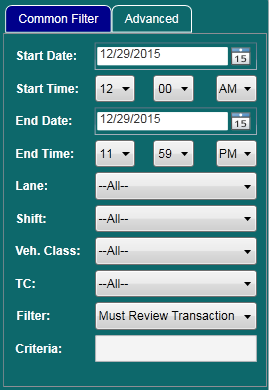 Common Filter Advanced
Start Date: 12/29/2015 15
Start Time: 12 00 AM
End Date: 12/29/2015 15
End Time: 11 59 PM
Lane: --All--
Shift: --All--
Veh. Class: --All--
TC: --All--
Filter: Must Review Transaction
Criteria: